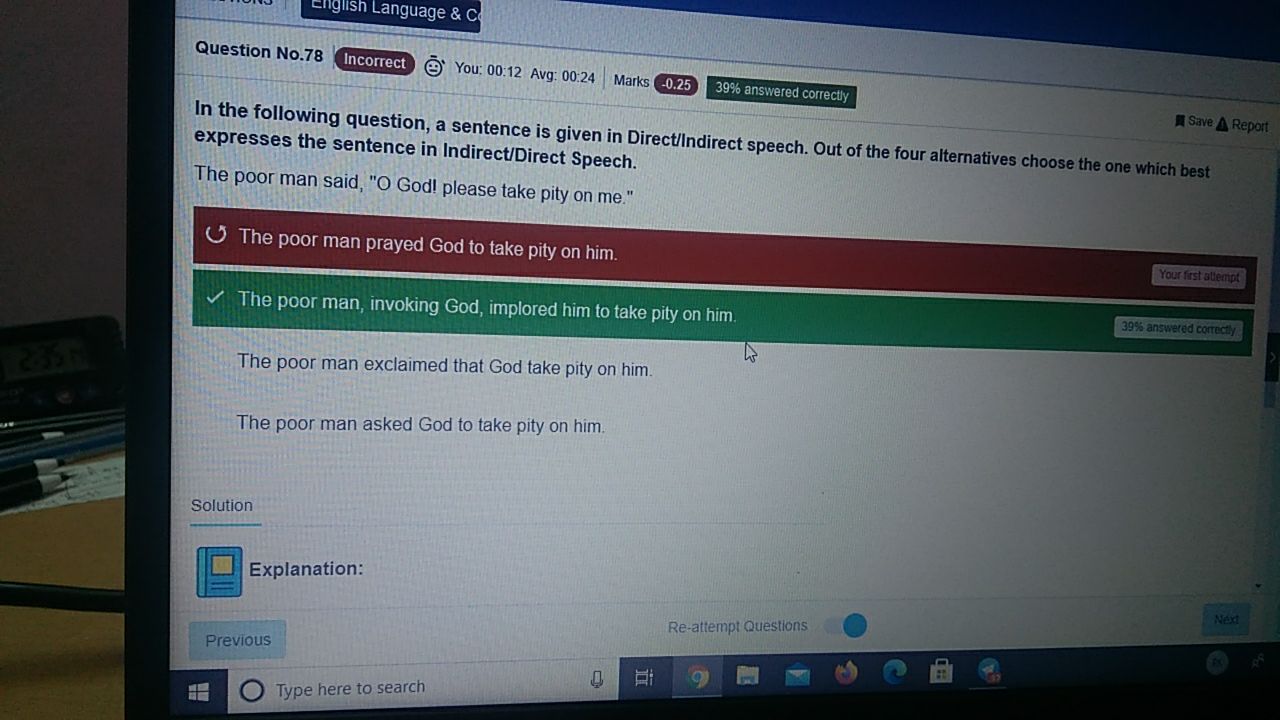 English Language & Co
Question No.78 Incorrect You: 00:12 Avg: 00:24 Marks -0.25 39% answered correctly
Save Report
In the following question, a sentence is given in Direct/Indirect speech. Out of the four alternatives choose the one which best
expresses the sentence in Indirect/Direct Speech.
The poor man said, "O God! please take pity on me."
The poor man prayed God to take pity on him.
Your first attempt
The poor man, invoking God, implored him to take pity on him.
39% answered correctly
The poor man exclaimed that God take pity on him.
The poor man asked God to take pity on him.
Solution
Explanation:
Previous
Re-attempt Questions
Next
Type here to search